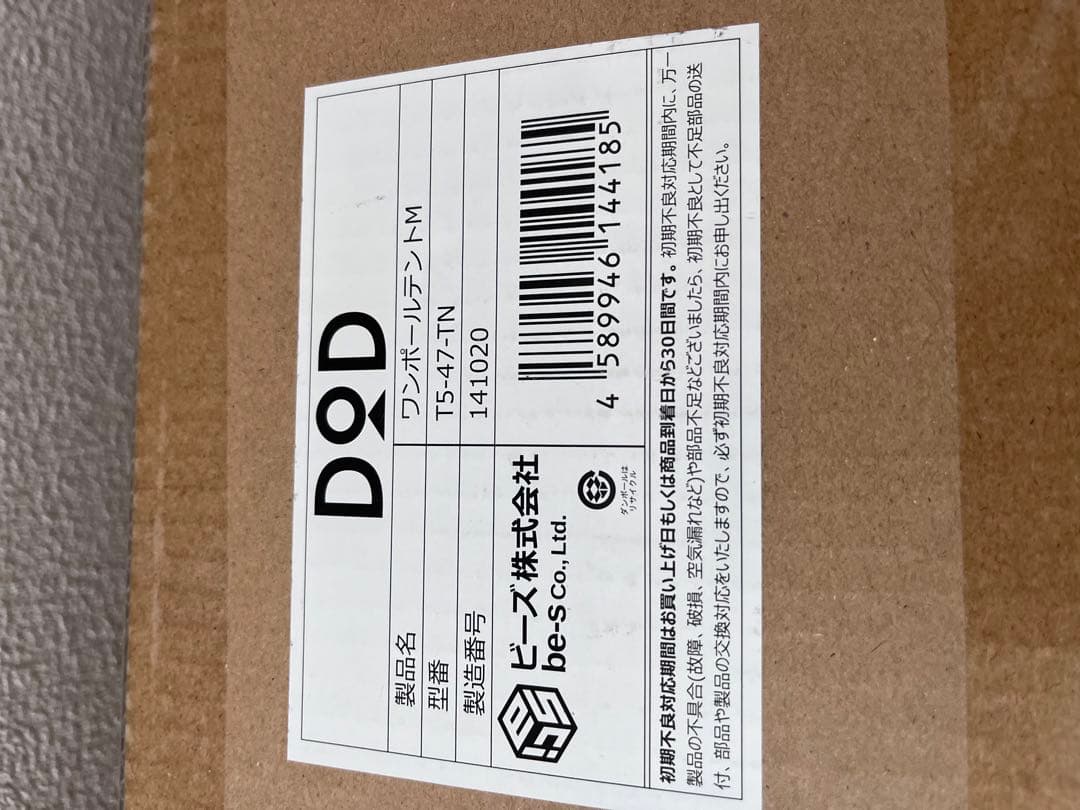 DOD
製品名 ワンポールテントM
型番 T5-47-TN
製造番号 141020
ビーズ株式会社
be-s Co., Ltd.
ダンボールは
リサイクル
4 589946 144185
初期不良対応期間はお買い上げ日もしくは商品到着日から30日間です。初期不良対応期間内に、万一
製品の不具合(故障、破損、空気漏れなど)や部品不足などございましたら、初期不良として不足部品の送
付、部品や製品の交換対応をいたしますので、必ず初期不良対応期間内にお申し出ください。